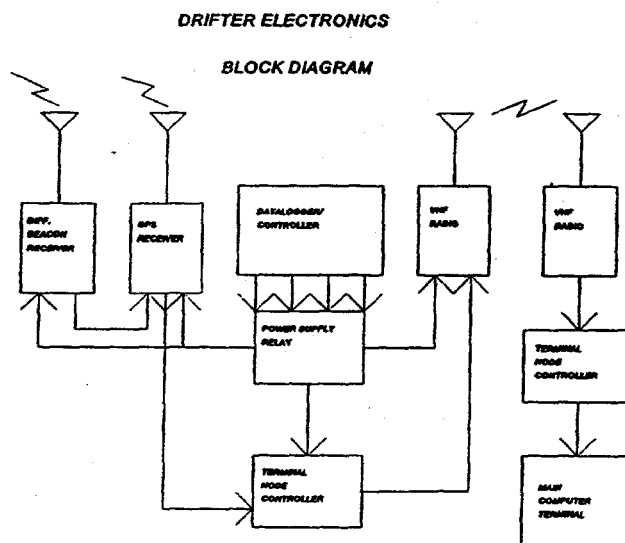 DRIFTER ELECTRONICS
BLOCK DIAGRAM
DIFF.
BEACON
RECEIVER
GPS
RECEIVER
DATALOGGER/
CONTROLLER
VHF
RADIO
VHF
RADIO
POWER SUPPLY
RELAY
TERMINAL
NODE
CONTROLLER
TERMINAL
NODE
CONTROLLER
MAIN
COMPUTER
TERMINAL